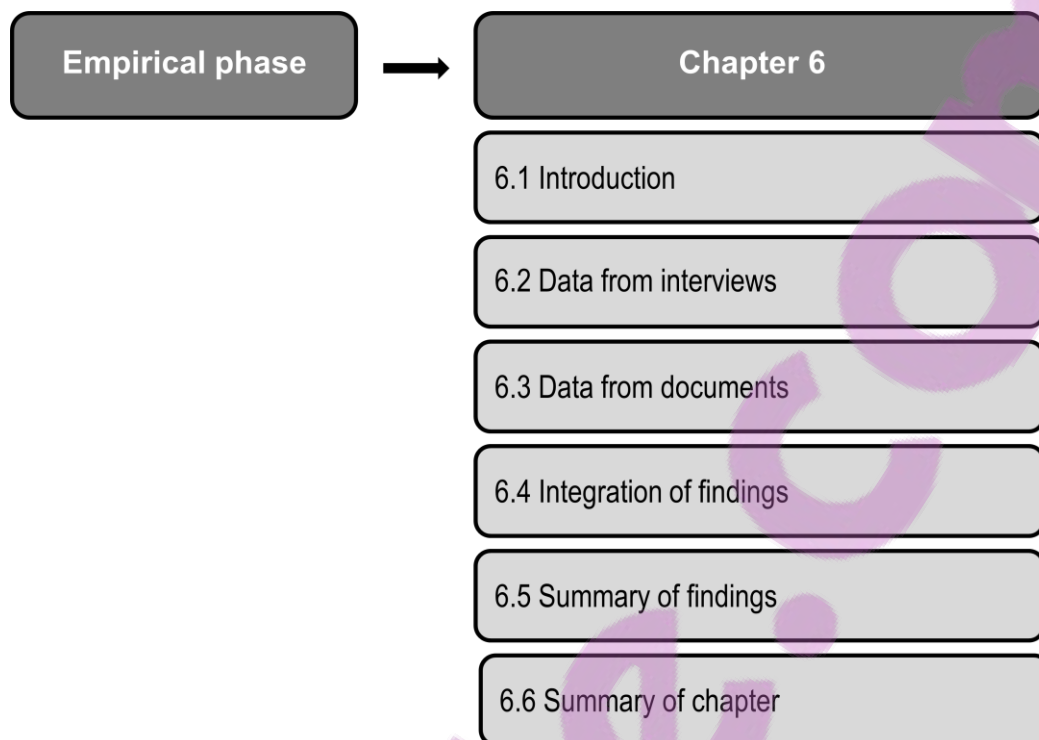 Empirical phase
Chapter 6
6.1 Introduction
6.2 Data from interviews
6.3 Data from documents
6.4 Integration of findings
6.5 Summary of findings
6.6 Summary of chapter